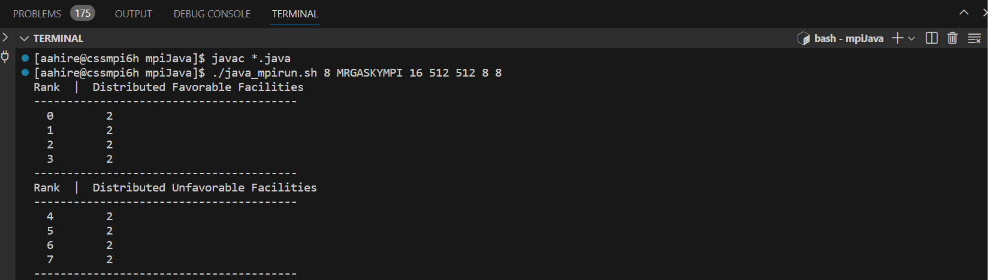 PROBLEMS 175 OUTPUT DEBUG CONSOLE TERMINAL
TERMINAL bash - mpiJava
[aahire@cssmpi6h mpiJava]$ javac *.java
[aahire@cssmpi6h mpiJava]$ ./java_mpirun.sh 8 MRGASKYMPI 16 512 512 8 8
Rank | Distributed Favorable Facilities
----------------------------------------
0 2
1 2
2 2
3 2
----------------------------------------
Rank | Distributed Unfavorable Facilities
----------------------------------------
4 2
5 2
6 2
7 2
----------------------------------------